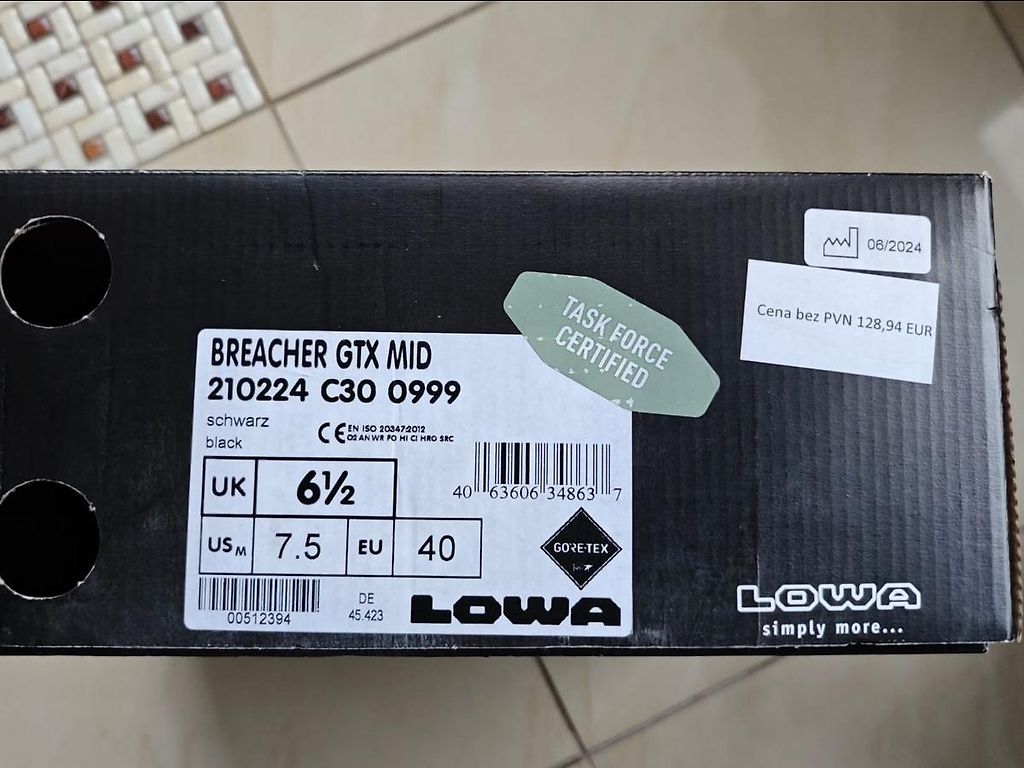 06/2024
Cena bez PVN 128,94 EUR
TASK FORCE
CERTIFIED
BREACHER GTX MID
210224 C30 0999
schwarz
black
CE EN ISO 20347:2012
O2 AN WR FO HI CI HRO SRC
UK 6½
40 63606 34863 7
USM 7.5 EU 40
GORE-TEX
00512394
DE
45.423
LOWA
LOWA
simply more...